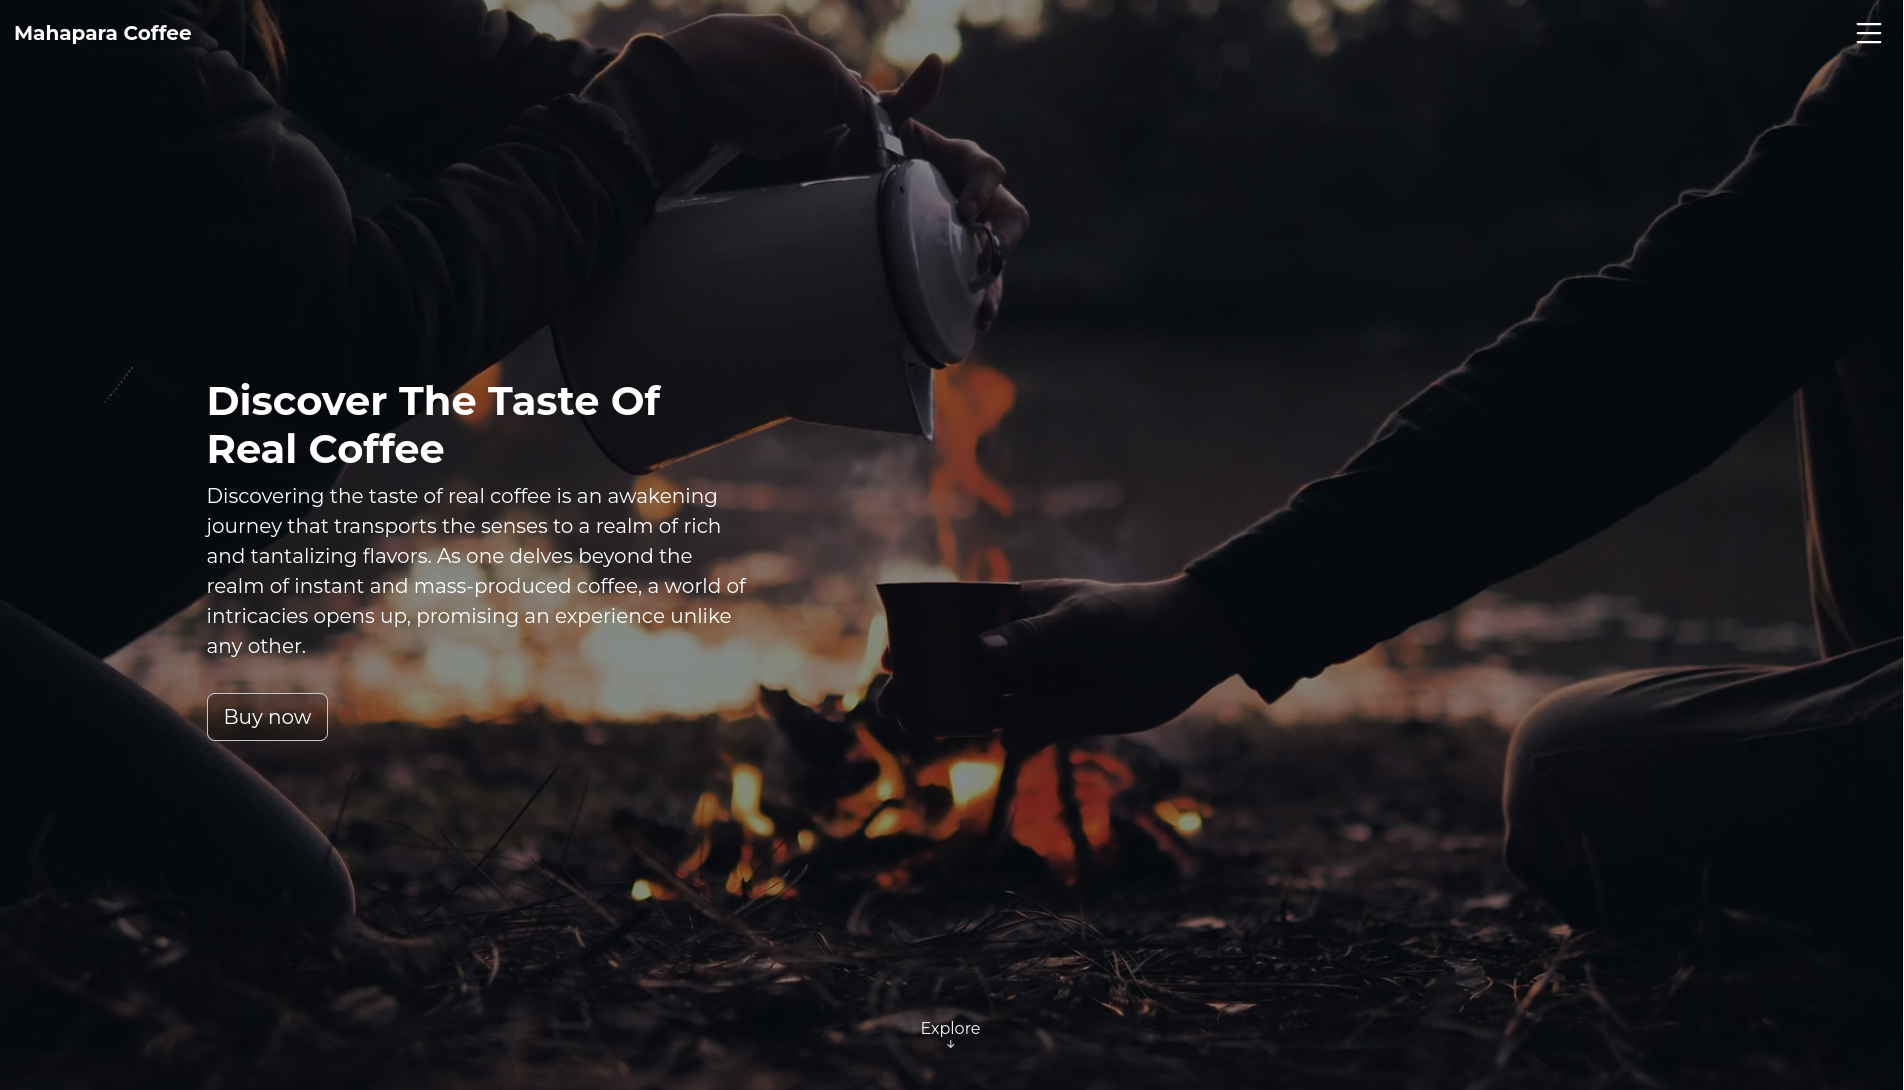 Mahapara Coffee
Discover The Taste Of
Real Coffee
Discovering the taste of real coffee is an awakening
journey that transports the senses to a realm of rich
and tantalizing flavors. As one delves beyond the
realm of instant and mass-produced coffee, a world of
intricacies opens up, promising an experience unlike
any other.
Buy now
Explore
↓